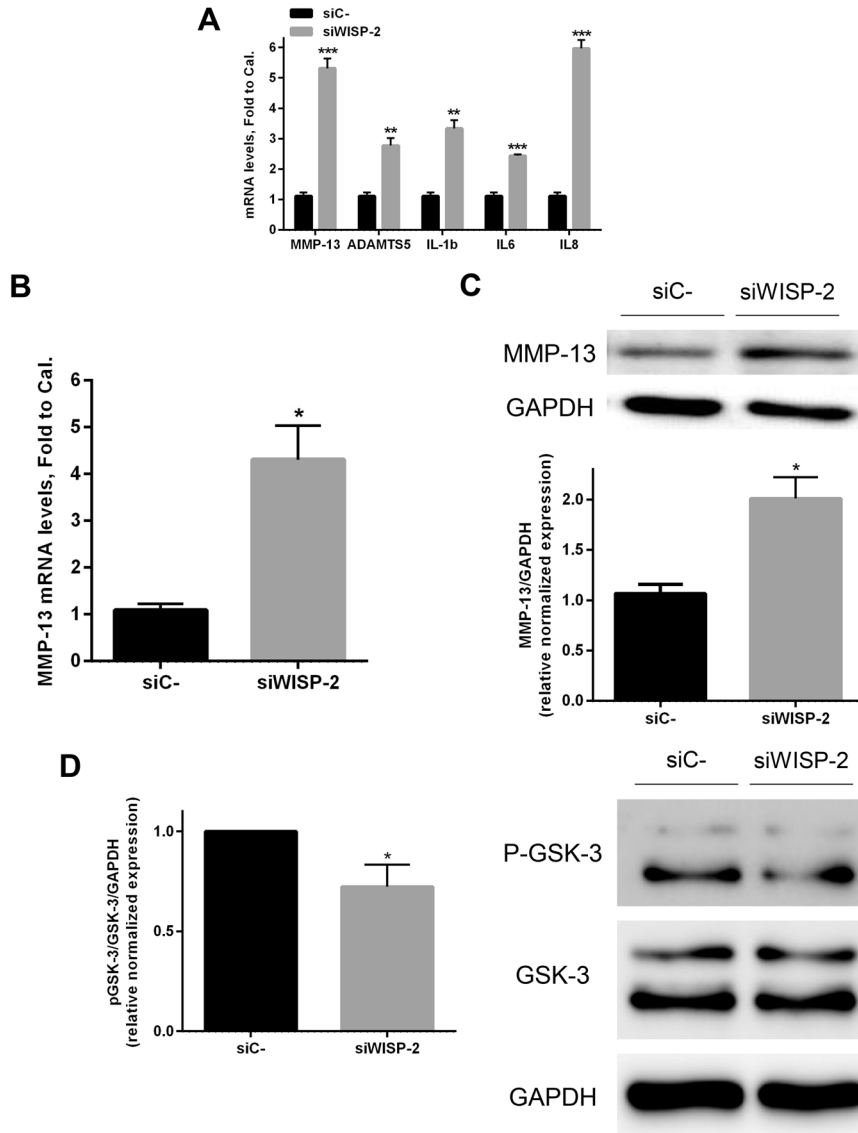 A
siC-
siWISP-2
mRNA levels, Fold to Cal.
6
5
4
3
2
1
0
***
**
**
***
***
MMP-13 ADAMTS5 IL-1b IL6 IL8
B
MMP-13 mRNA levels, Fold to Cal.
6
5
4
3
2
1
0
*
siC- siWISP-2
C
siC- siWISP-2
MMP-13
GAPDH
MMP-13/GAPDH
(relative normalized expression)
2.0
1.5
1.0
0.5
0.0
*
siC- siWISP-2
D
pGSK-3/GSK-3/GAPDH
(relative normalized expression)
1.0
0.5
0.0
*
siC- siWISP-2
siC- siWISP-2
P-GSK-3
GSK-3
GAPDH